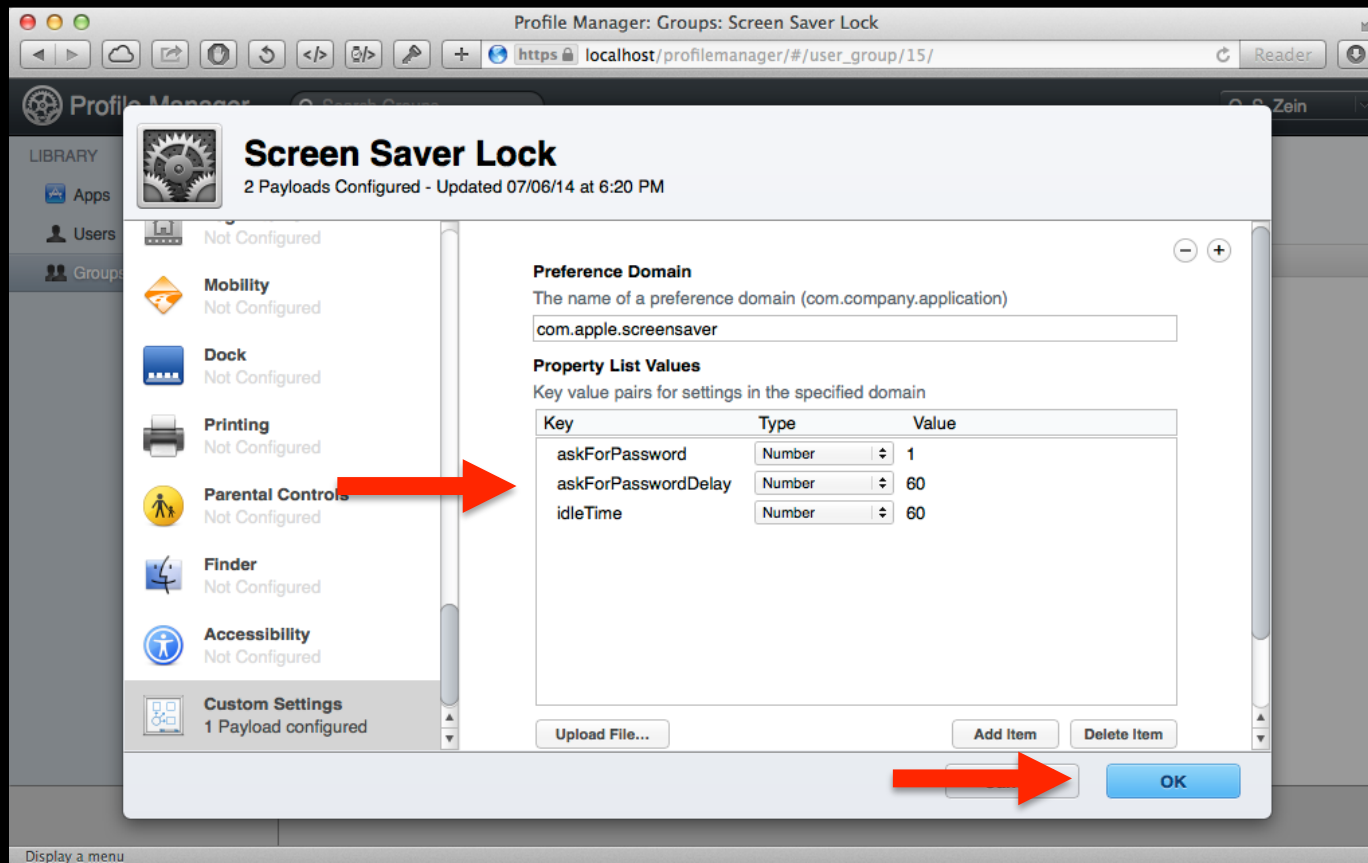 Profile Manager: Groups: Screen Saver Lock
https localhost/profilemanager/#/user_group/15/
Reader
Zein
LIBRARY
Apps
Users
Groups
Screen Saver Lock
2 Payloads Configured - Updated 07/06/14 at 6:20 PM
Not Configured
Mobility
Not Configured
Dock
Not Configured
Printing
Not Configured
Parental Controls
Not Configured
Finder
Not Configured
Accessibility
Not Configured
Custom Settings
1 Payload configured
Preference Domain
The name of a preference domain (com.company.application)
com.apple.screensaver
Property List Values
Key value pairs for settings in the specified domain
Key Type Value
askForPassword Number 1
askForPasswordDelay Number 60
idleTime Number 60
Upload File... Add Item Delete Item
OK
Display a menu